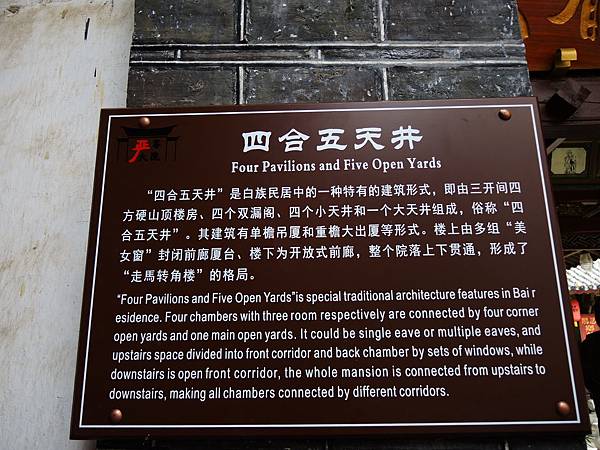 严家大院
四合五天井
Four Pavilions and Five Open Yards
“四合五天井”是白族民居中的一种特有的建筑形式，即由三开间四
方硬山顶楼房、四个双漏阁、四个小天井和一个大天井组成，俗称“四
合五天井”。其建筑有单檐吊厦和重檐大出厦等形式。楼上由多组“美
女窗”封闭前廊厦台、楼下为开放式前廊，整个院落上下贯通，形成了
“走馬转角楼”的格局。
“Four Pavilions and Five Open Yards”is special traditional architecture features in Bai r
esidence. Four chambers with three room respectively are connected by four corner
open yards and one main open yards. It could be single eave or multiple eaves, and
upstairs space divided into front corridor and back chamber by sets of windows, while
downstairs is open front corridor, the whole mansion is connected from upstairs to
downstairs, making all chambers connected by different corridors.